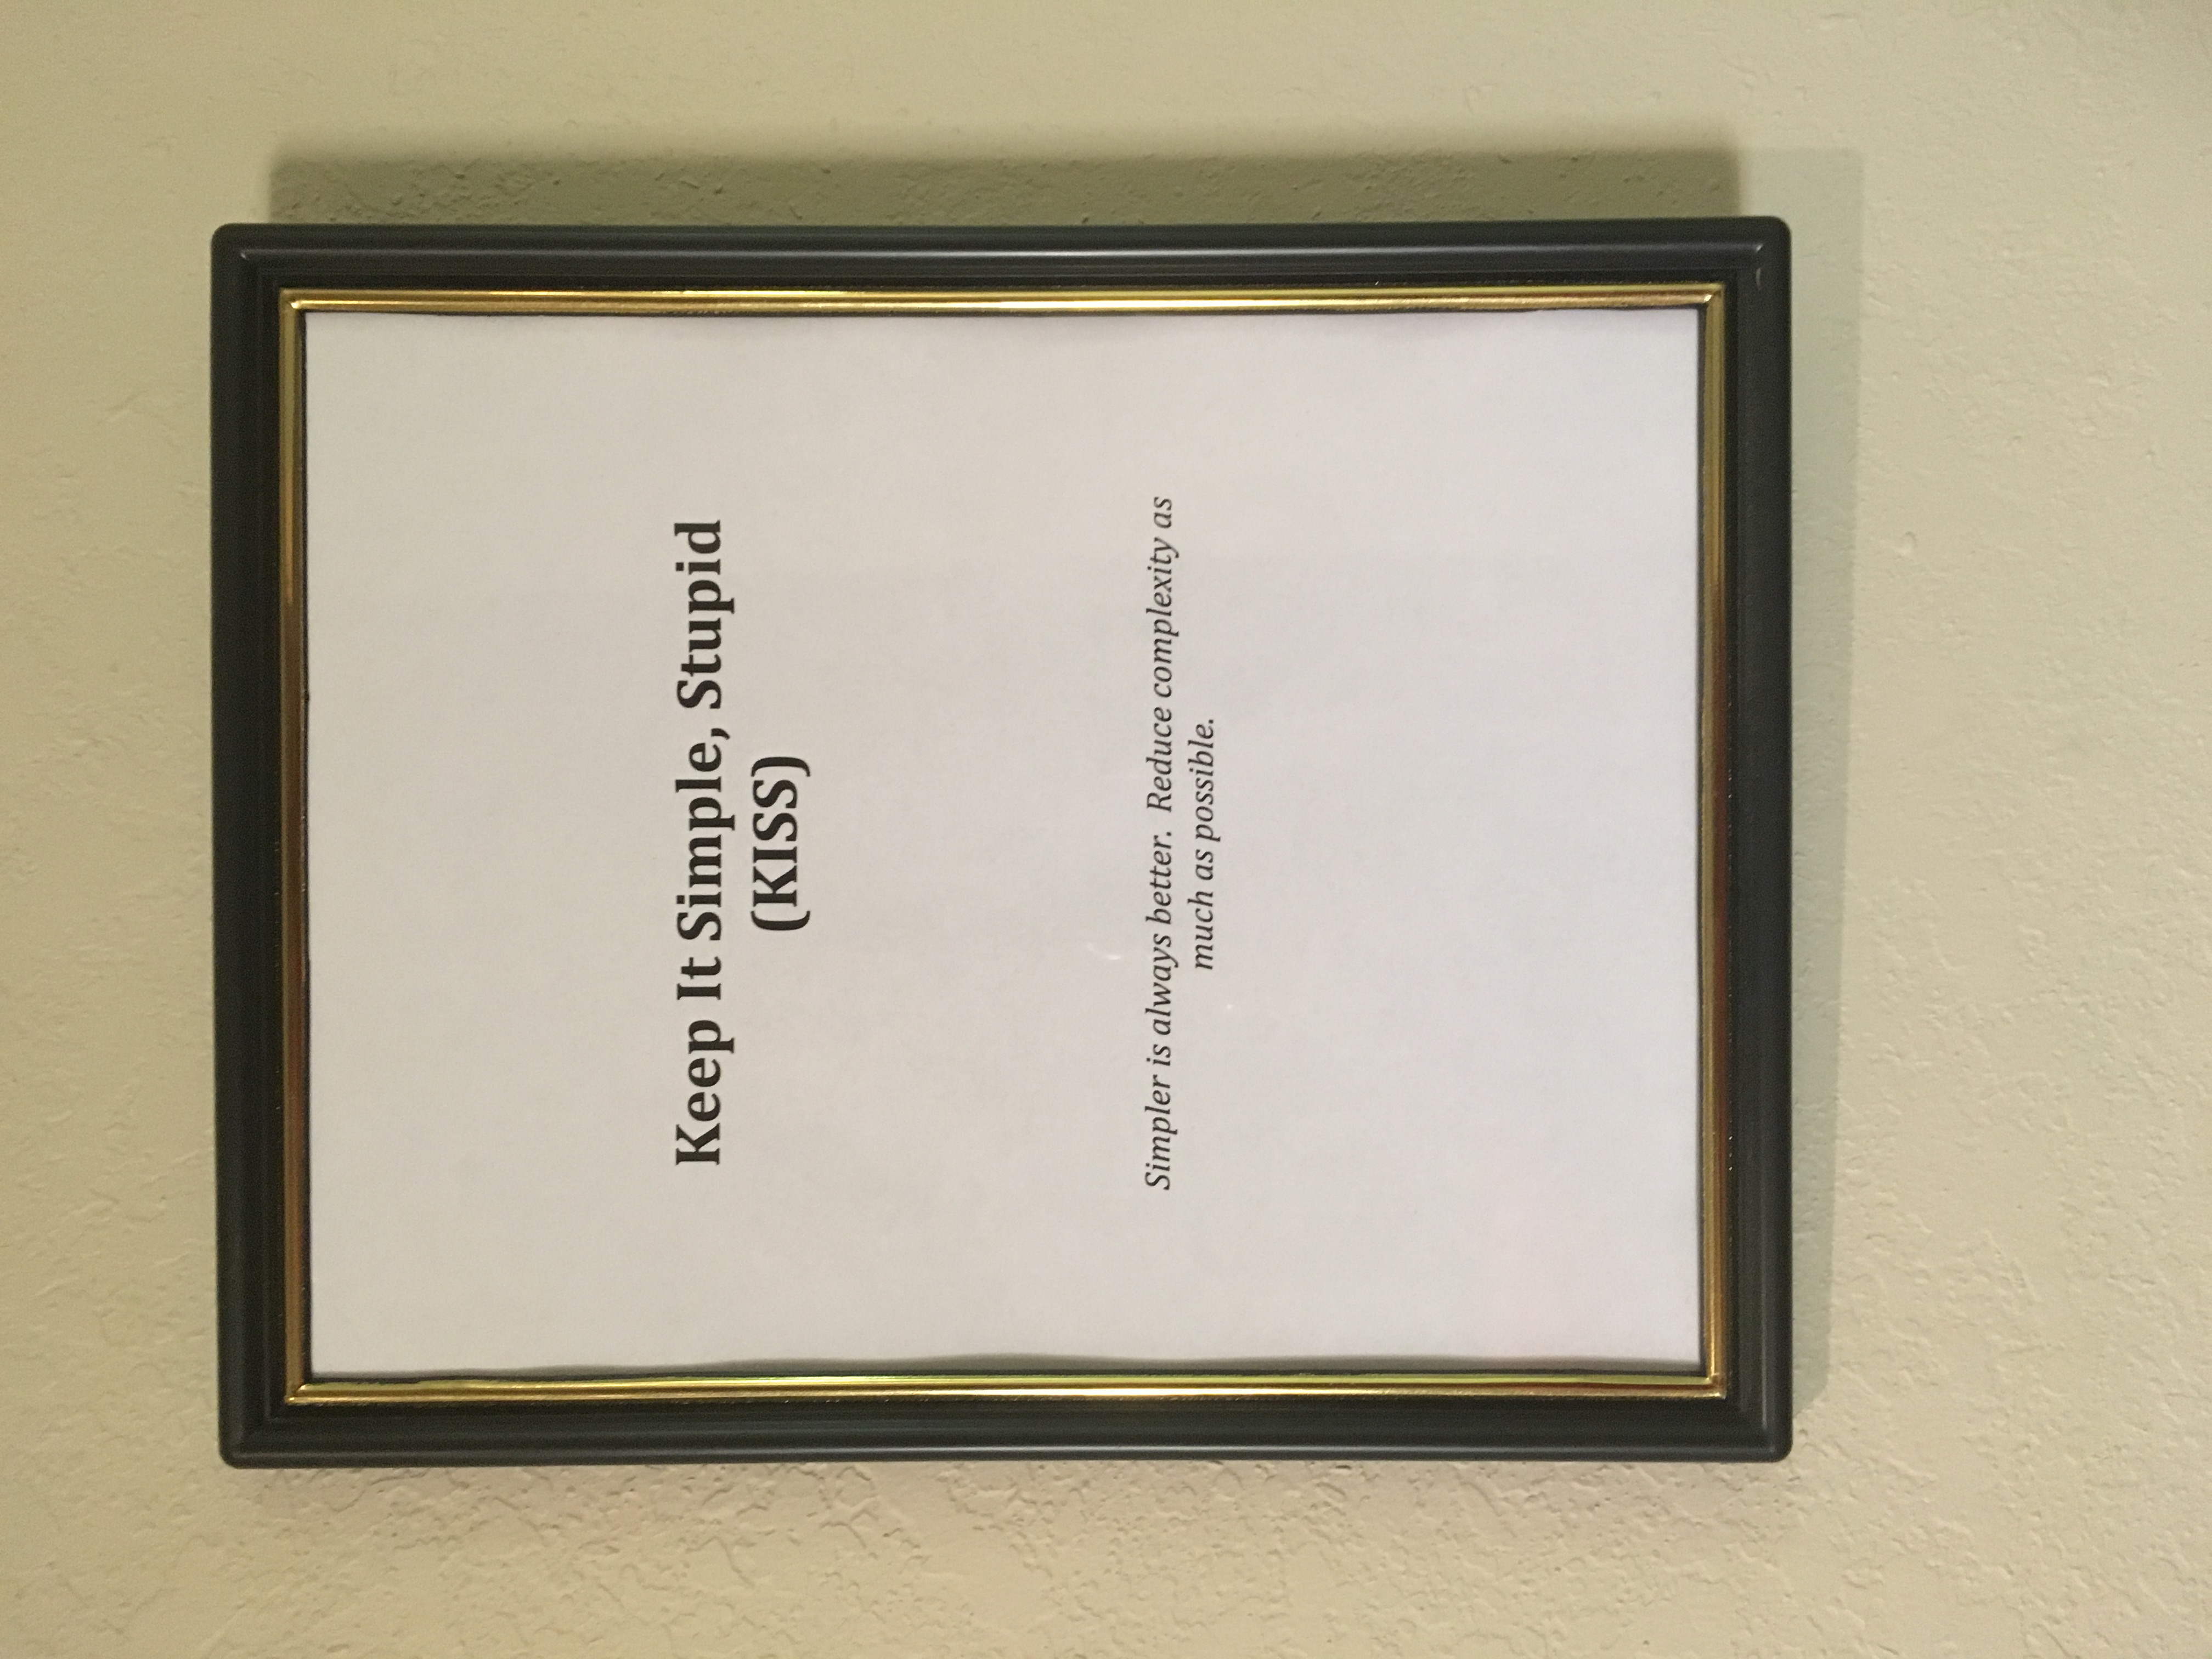 Keep It Simple, Stupid
(KISS)
Simpler is always better.  Reduce complexity as
much as possible.